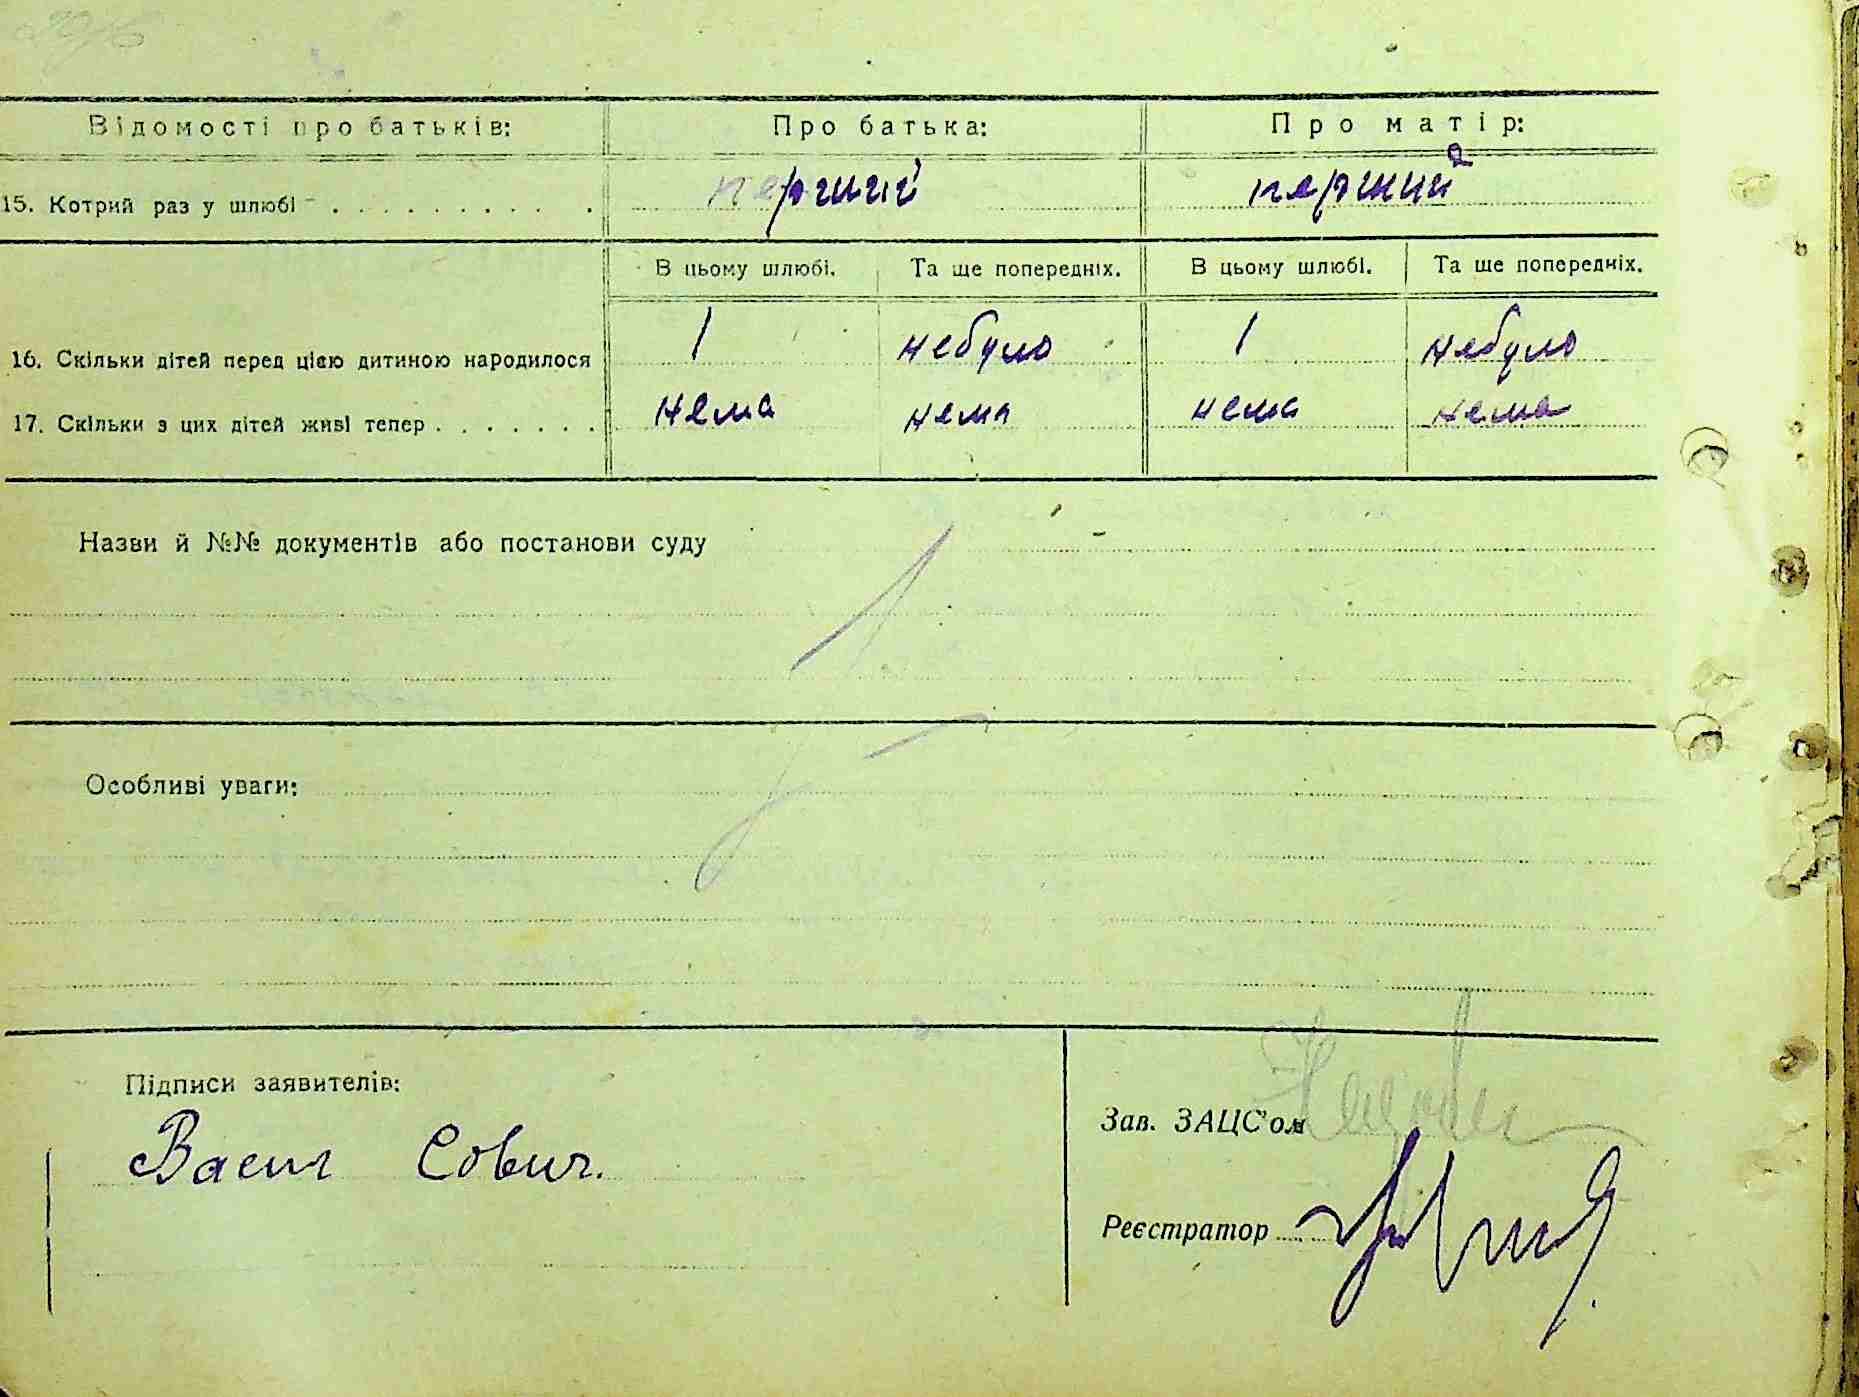 Відомості про батьків: Про батька: Про матір:
15. Котрий раз у шлюбі . . . . . . . . . . перший перший
В цьому шлюбі. Та ще попередніх. В цьому шлюбі. Та ще попередніх.
16. Скільки дітей перед цією дитиною народилося 1 небуло 1 небуло
17. Скільки з цих дітей живі тепер . . . . . . . нема нема нема нема
Назви й №№ документів або постанови суду -
Особливі уваги:
Підписи заявителів:
Василь Сович.
Зав. ЗАЦС'ом
Реєстратор